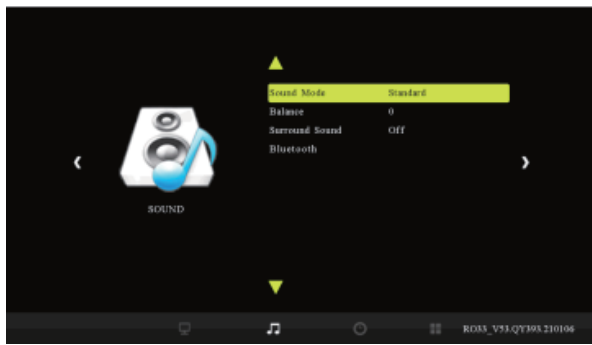 Sound Mode Standard
Balance 0
Surround Sound Off
Bluetooth
SOUND
RO33_V53.QY393.210106